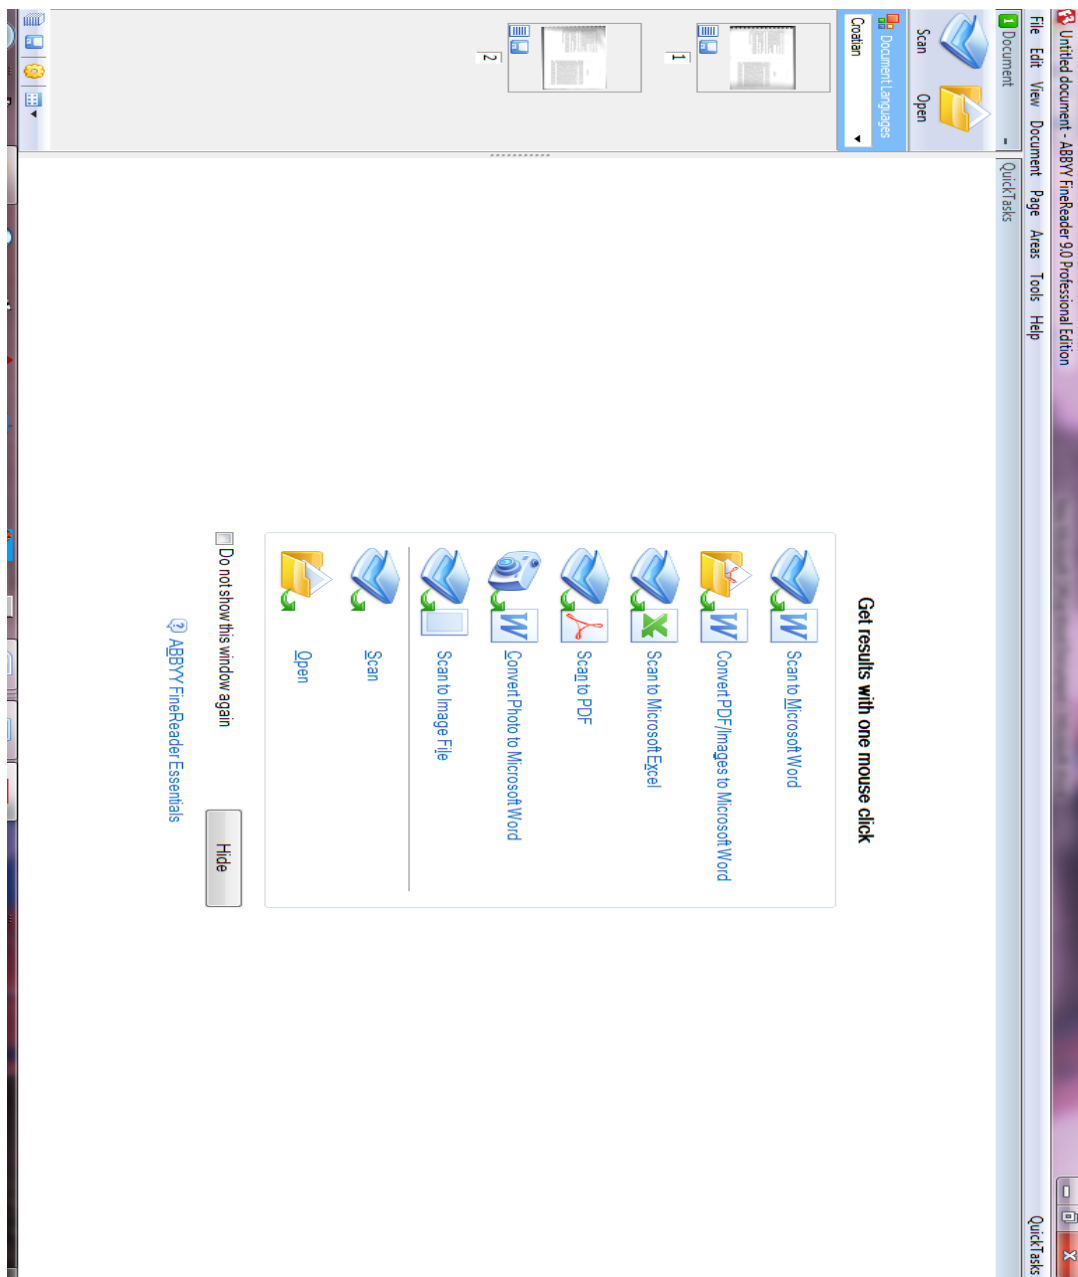 Untitled document - ABBYY FineReader 9.0 Professional Edition
File Edit View Document Page Areas Tools Help
QuickTasks
1 Document
QuickTasks
Scan
Open
Document Languages
Croatian
1
2
Get results with one mouse click
Scan to Microsoft Word
Convert PDF/Images to Microsoft Word
Scan to Microsoft Excel
Scan to PDF
Convert Photo to Microsoft Word
Scan to Image File
Scan
Open
Do not show this window again
Hide
ABBYY FineReader Essentials